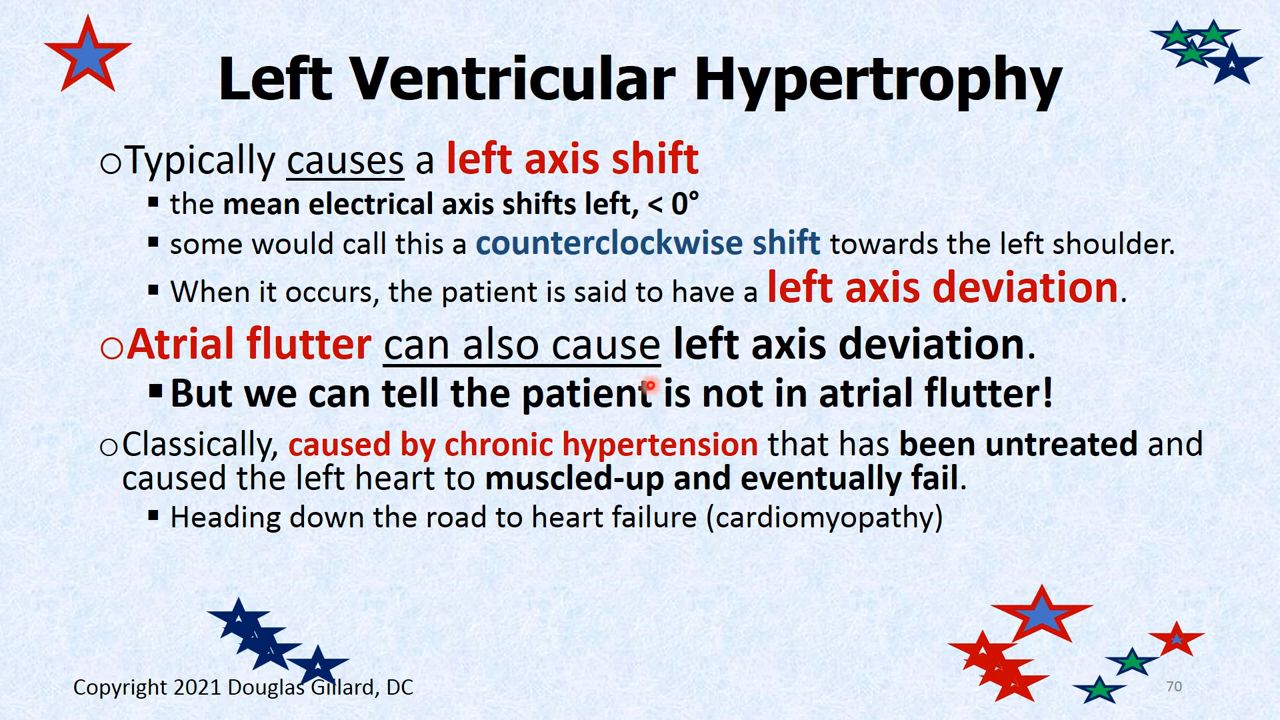 Left Ventricular Hypertrophy
○Typically causes a left axis shift
▪ the mean electrical axis shifts left, < 0°
▪ some would call this a counterclockwise shift towards the left shoulder.
▪ When it occurs, the patient is said to have a left axis deviation.
○Atrial flutter can also cause left axis deviation.
▪But we can tell the patient is not in atrial flutter!
○Classically, caused by chronic hypertension that has been untreated and
caused the left heart to muscled-up and eventually fail.
▪ Heading down the road to heart failure (cardiomyopathy)
Copyright 2021 Douglas Gillard, DC
70